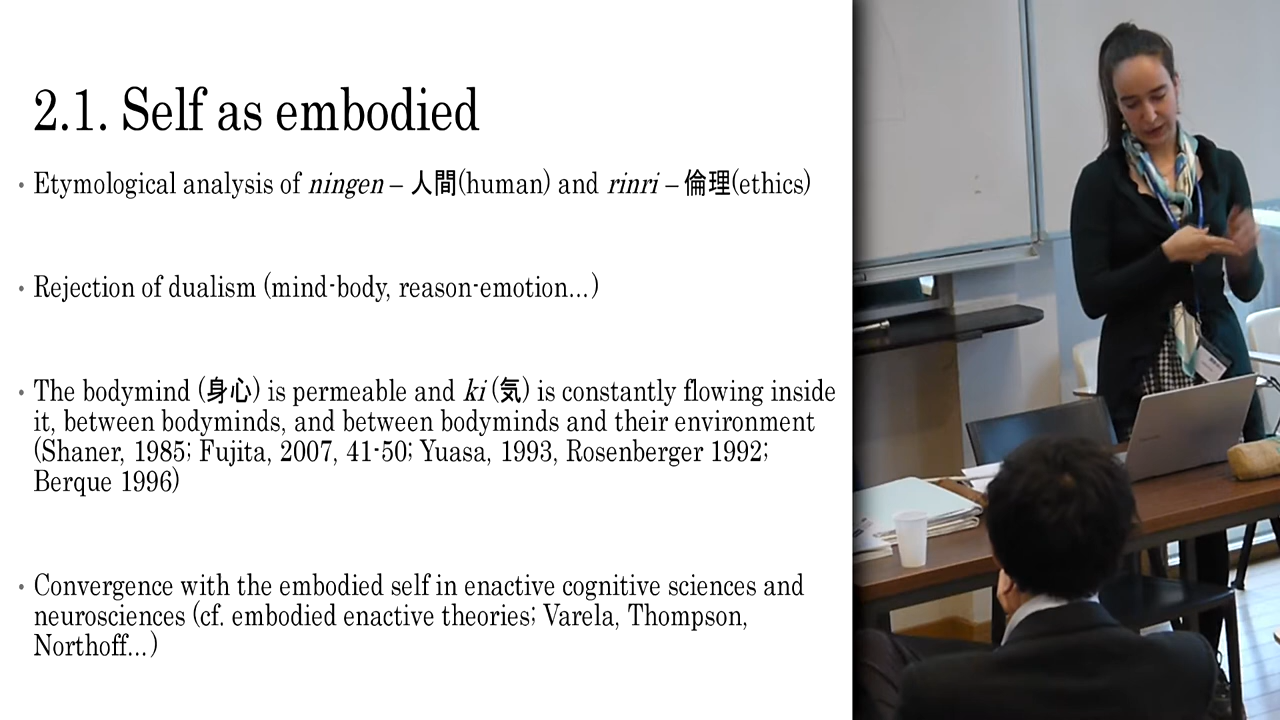 2.1. Self as embodied
• Etymological analysis of ningen – 人間(human) and rinri – 倫理(ethics)
• Rejection of dualism (mind-body, reason-emotion...)
• The bodymind (身心) is permeable and ki (気) is constantly flowing inside
it, between bodyminds, and between bodyminds and their environment
(Shaner, 1985; Fujita, 2007, 41-50; Yuasa, 1993, Rosenberger 1992;
Berque 1996)
• Convergence with the embodied self in enactive cognitive sciences and
neurosciences (cf. embodied enactive theories; Varela, Thompson,
Northoff...)